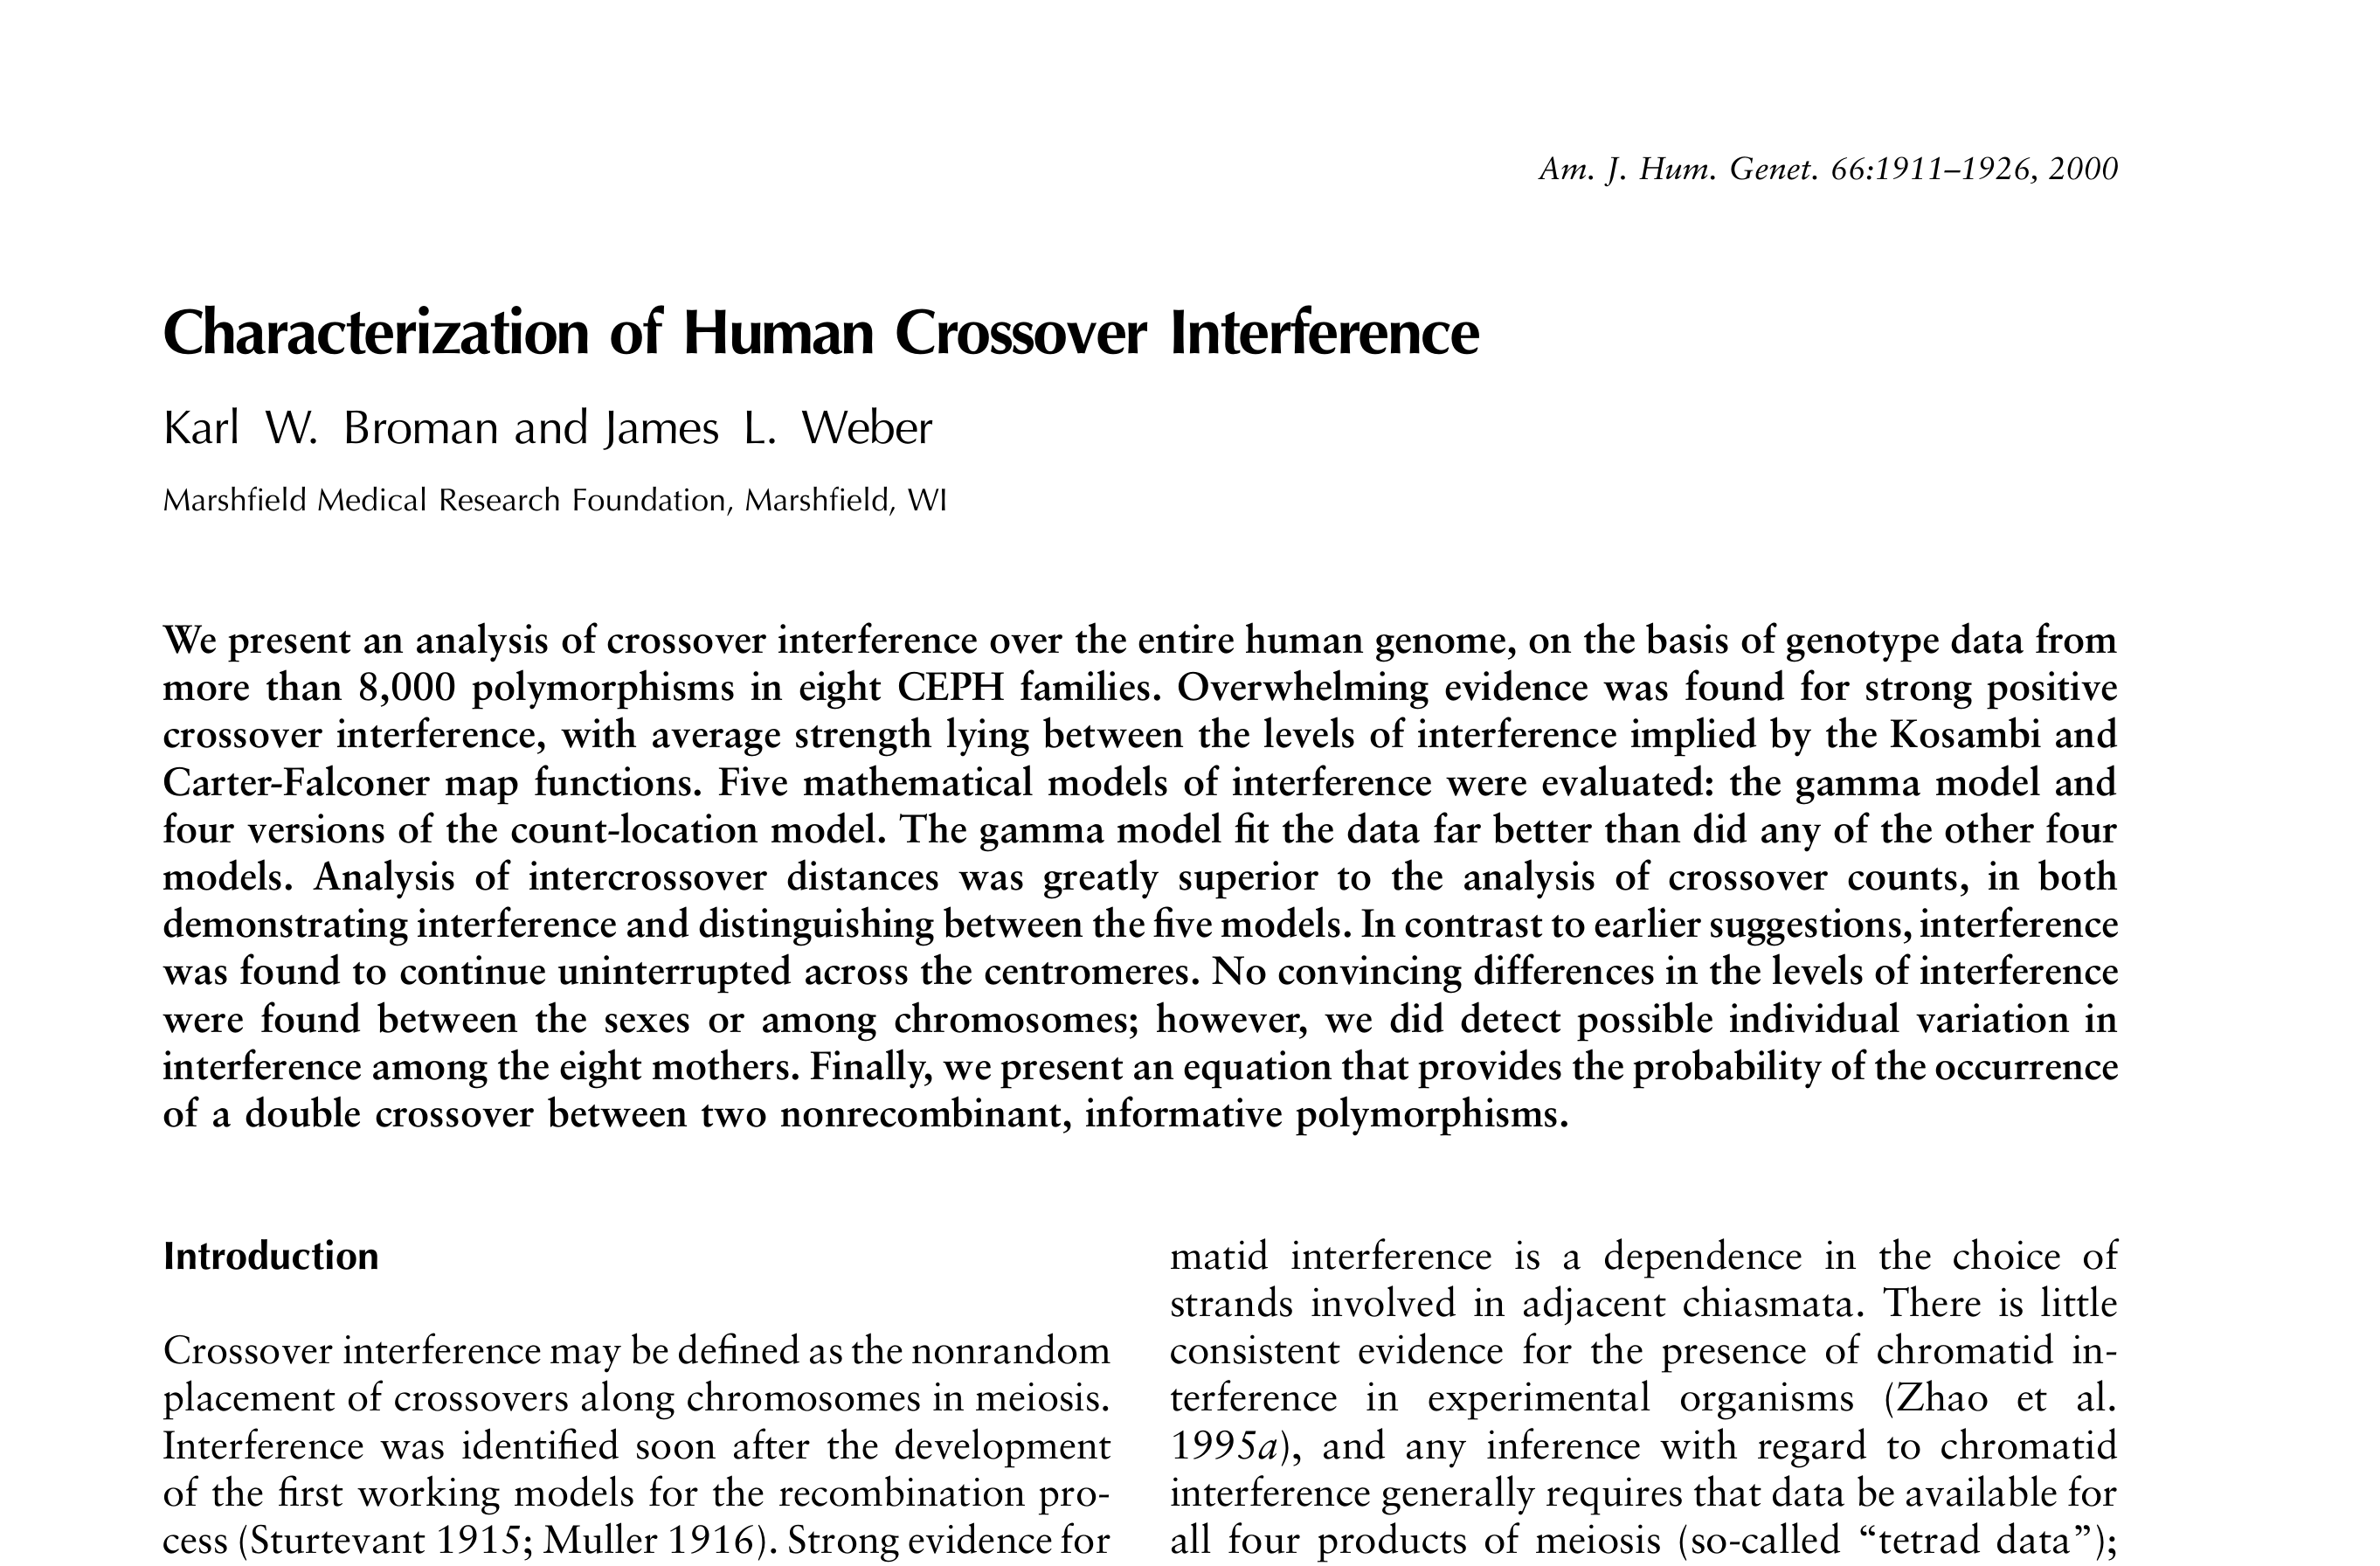 Am. J. Hum. Genet. 66:1911–1926, 2000
Characterization of Human Crossover Interference
Karl W. Broman and James L. Weber
Marshfield Medical Research Foundation, Marshfield, WI
We present an analysis of crossover interference over the entire human genome, on the basis of genotype data from
more than 8,000 polymorphisms in eight CEPH families. Overwhelming evidence was found for strong positive
crossover interference, with average strength lying between the levels of interference implied by the Kosambi and
Carter-Falconer map functions. Five mathematical models of interference were evaluated: the gamma model and
four versions of the count-location model. The gamma model fit the data far better than did any of the other four
models. Analysis of intercrossover distances was greatly superior to the analysis of crossover counts, in both
demonstrating interference and distinguishing between the five models. In contrast to earlier suggestions, interference
was found to continue uninterrupted across the centromeres. No convincing differences in the levels of interference
were found between the sexes or among chromosomes; however, we did detect possible individual variation in
interference among the eight mothers. Finally, we present an equation that provides the probability of the occurrence
of a double crossover between two nonrecombinant, informative polymorphisms.
Introduction
Crossover interference may be defined as the nonrandom
placement of crossovers along chromosomes in meiosis.
Interference was identified soon after the development
of the first working models for the recombination pro-
cess (Sturtevant 1915; Muller 1916). Strong evidence for
matid interference is a dependence in the choice of
strands involved in adjacent chiasmata. There is little
consistent evidence for the presence of chromatid in-
terference in experimental organisms (Zhao et al.
1995a), and any inference with regard to chromatid
interference generally requires that data be available for
all four products of meiosis (so-called “tetrad data”);